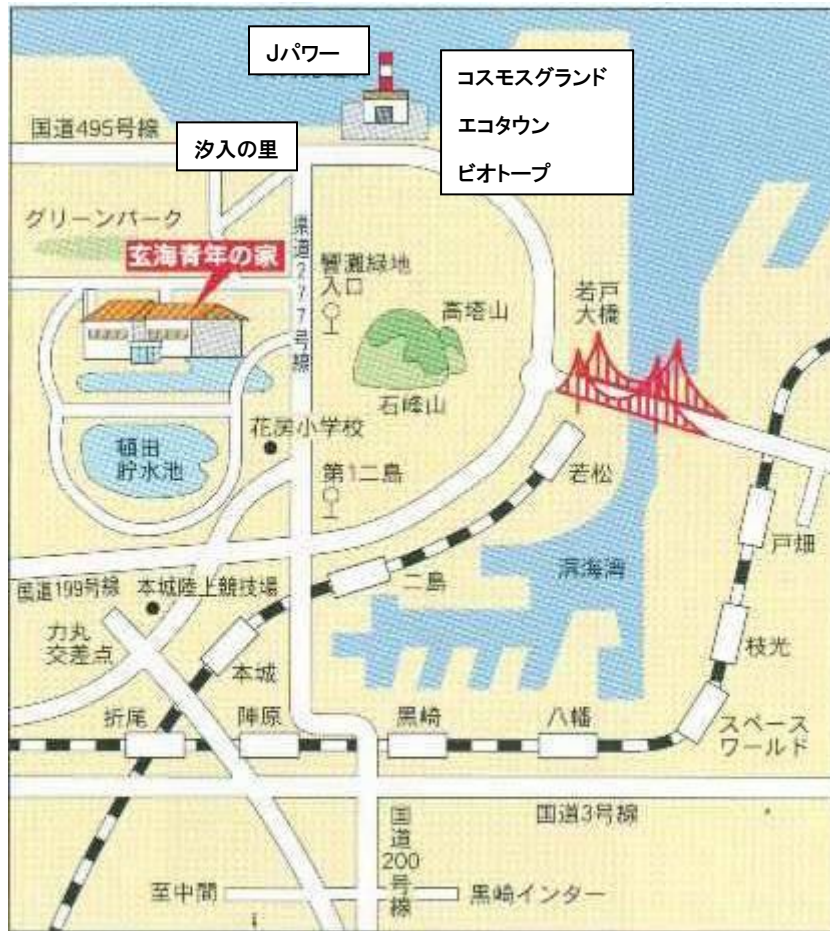 Jパワー
コスモスグランド
エコタウン
ビオトープ
国道495号線
汐入の里
グリーンパーク
玄海青年の家
県道277号線
響灘緑地
入口
高塔山
若戸
大橋
石峰山
花房小学校
頓田
貯水池
第1二島
若松
戸畑
国道199号線
本城陸上競技場
二島
洞海湾
力丸
交差点
本城
枝光
折尾
陣原
黒崎
八幡
スペース
ワールド
国道3号線
国道200号線
至中間
黒崎インター